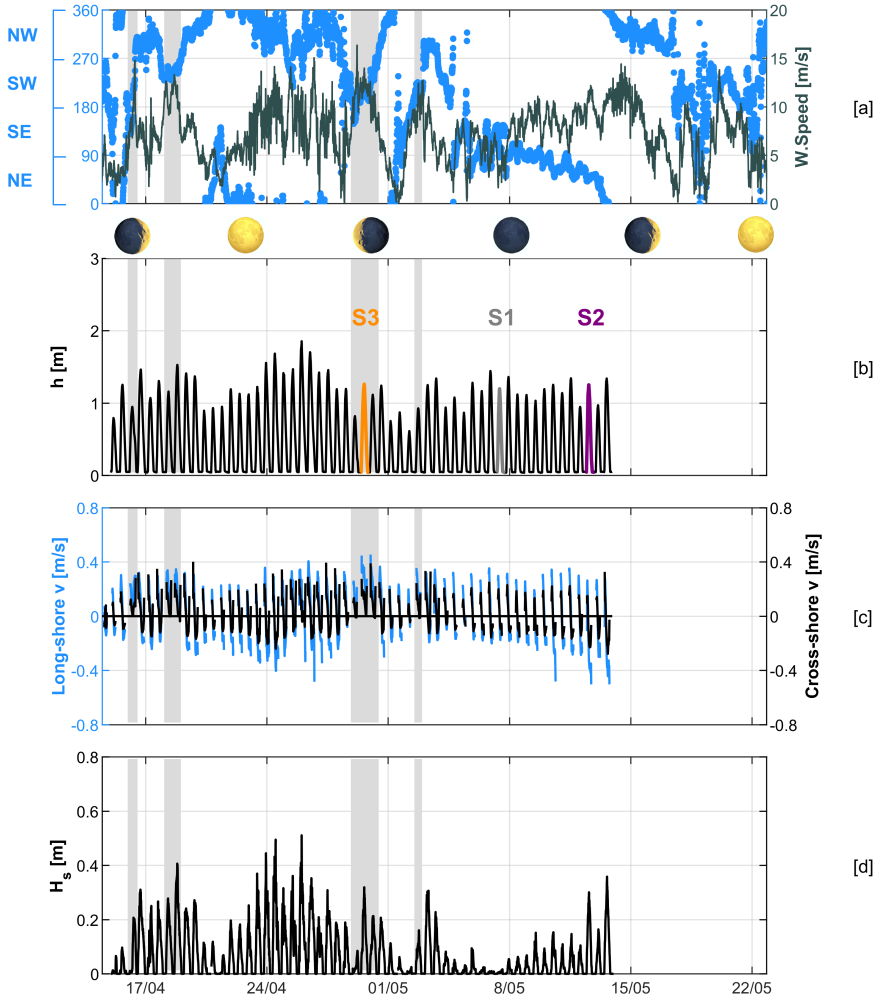 360
270
180
90
0
NW
SW
SE
NE
20
15
10
5
0
W.Speed [m/s]
[a]
3
2
1
0
h [m]
S3
S1
S2
[b]
0.8
0.4
0
-0.4
-0.8
Long-shore v [m/s]
0.8
0.4
0
-0.4
-0.8
Cross-shore v [m/s]
[c]
0.8
0.6
0.4
0.2
0
Hs [m]
[d]
17/04 24/04 01/05 8/05 15/05 22/05